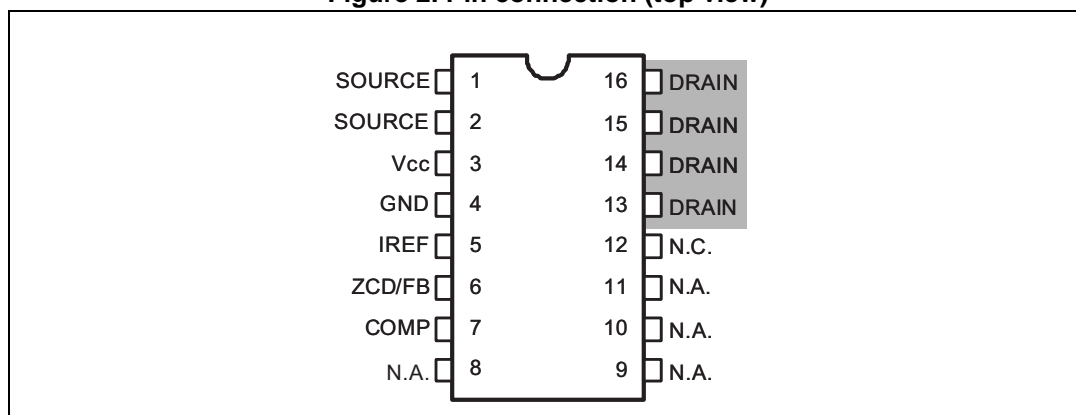 Figure 2. Pin connection (top view)
SOURCE 1 16 DRAIN
SOURCE 2 15 DRAIN
Vcc 3 14 DRAIN
GND 4 13 DRAIN
IREF 5 12 N.C.
ZCD/FB 6 11 N.A.
COMP 7 10 N.A.
N.A. 8 9 N.A.